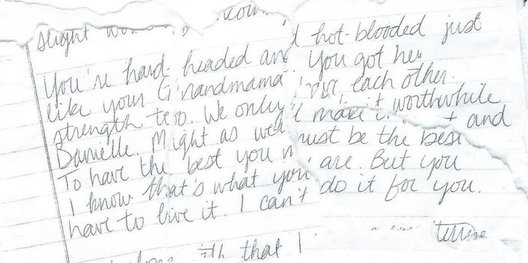 slight
You're hard-headed and hot-blooded just
like your Grandmama. You got her
strength too. We only each other.
Danielle. Might as well make it worthwhile and
To have the best you must be the best
I know that's what you are. But you
have to live it. I can't do it for you.
that I